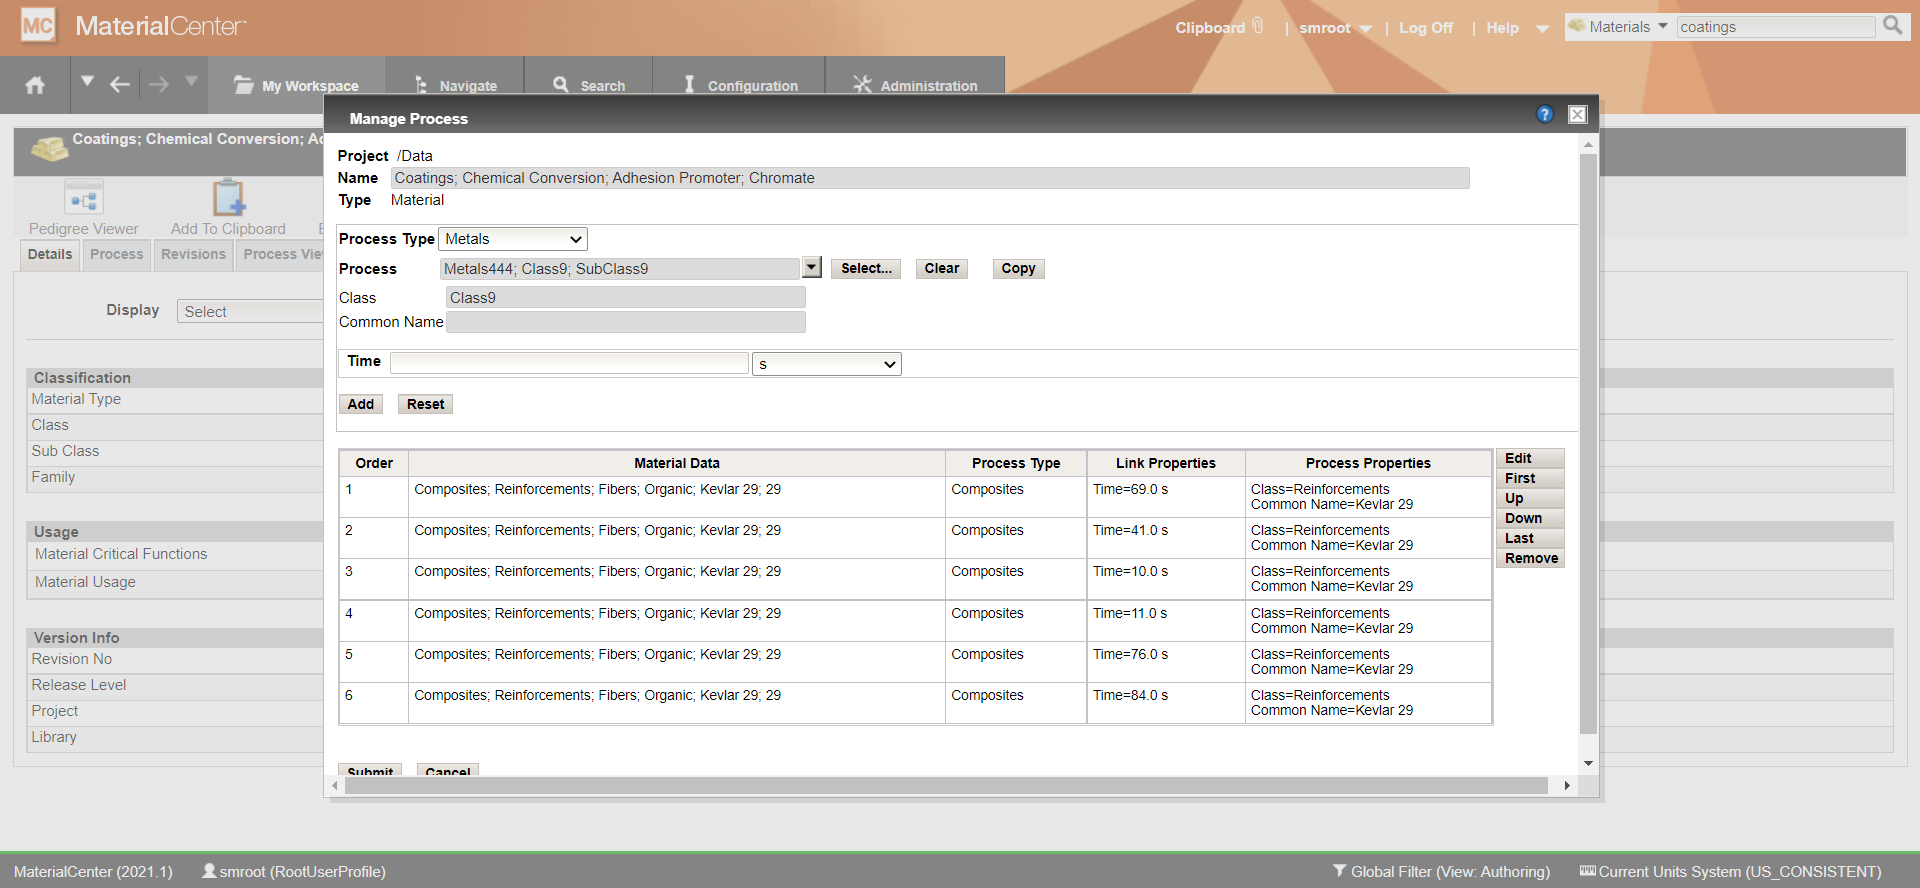 MC MaterialCenter
Clipboard | smroot | Log Off | Help
Materials coatings
My Workspace Navigate Search Configuration Administration
Coatings; Chemical Conversion; Ad
Pedigree Viewer Add To Clipboard
Details Process Revisions Process Vie
Display Select
Classification
Material Type
Class
Sub Class
Family
Usage
Material Critical Functions
Material Usage
Version Info
Revision No
Release Level
Project
Library
Manage Process ?
Project /Data
Name Coatings; Chemical Conversion; Adhesion Promoter; Chromate
Type Material
Process Type Metals
Process Metals444; Class9; SubClass9 Select... Clear Copy
Class Class9
Common Name
Time s
Add Reset
Order Material Data Process Type Link Properties Process Properties
1 Composites; Reinforcements; Fibers; Organic; Kevlar 29; 29 Composites Time=69.0 s Class=Reinforcements
Common Name=Kevlar 29
2 Composites; Reinforcements; Fibers; Organic; Kevlar 29; 29 Composites Time=41.0 s Class=Reinforcements
Common Name=Kevlar 29
3 Composites; Reinforcements; Fibers; Organic; Kevlar 29; 29 Composites Time=10.0 s Class=Reinforcements
Common Name=Kevlar 29
4 Composites; Reinforcements; Fibers; Organic; Kevlar 29; 29 Composites Time=11.0 s Class=Reinforcements
Common Name=Kevlar 29
5 Composites; Reinforcements; Fibers; Organic; Kevlar 29; 29 Composites Time=76.0 s Class=Reinforcements
Common Name=Kevlar 29
6 Composites; Reinforcements; Fibers; Organic; Kevlar 29; 29 Composites Time=84.0 s Class=Reinforcements
Common Name=Kevlar 29
Edit
First
Up
Down
Last
Remove
Submit Cancel
MaterialCenter (2021.1) smroot (RootUserProfile) Global Filter (View: Authoring) Current Units System (US_CONSISTENT)